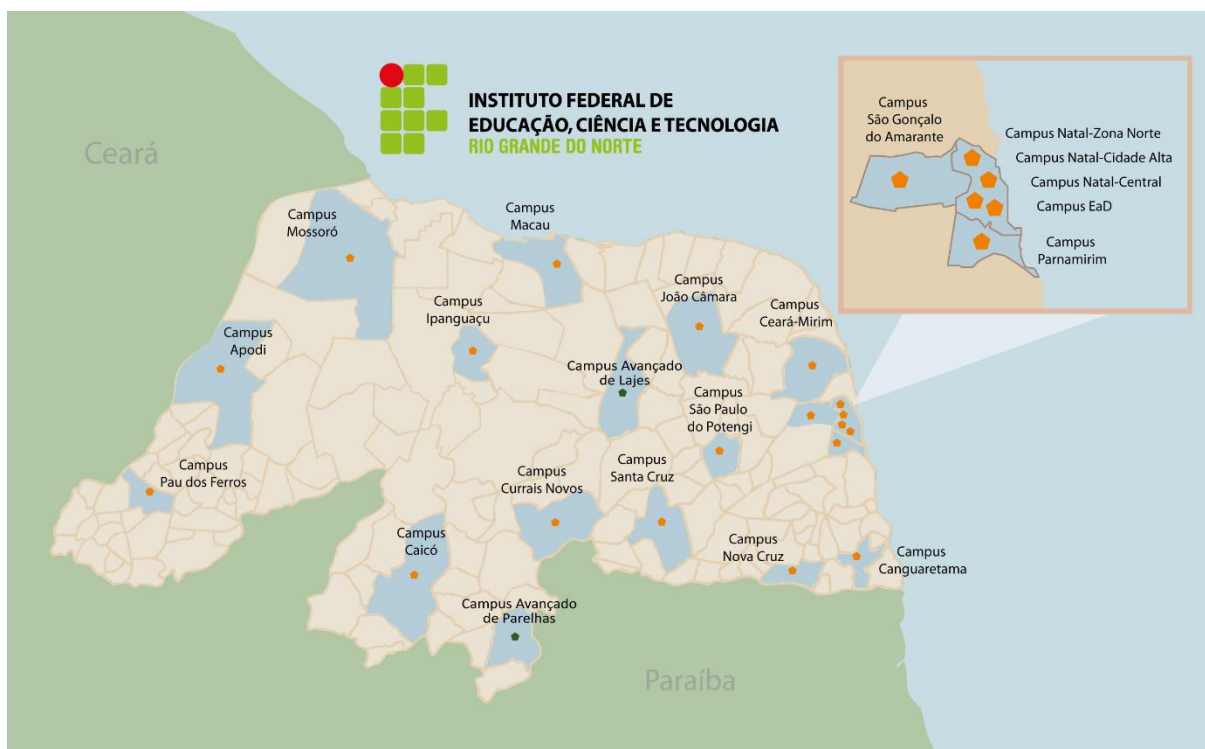 INSTITUTO FEDERAL DE
EDUCAÇÃO, CIÊNCIA E TECNOLOGIA
RIO GRANDE DO NORTE
Ceará
Campus
São Gonçalo
do Amarante
Campus Natal-Zona Norte
Campus Natal-Cidade Alta
Campus Natal-Central
Campus EaD
Campus
Parnamirim
Campus
Mossoró
Campus
Macau
Campus
João Câmara
Campus
Ceará-Mirim
Campus
Ipanguaçu
Campus
Apodi
Campus Avançado
de Lajes
Campus
São Paulo
do Potengi
Campus
Pau dos Ferros
Campus
Currais Novos
Campus
Santa Cruz
Campus
Caicó
Campus
Nova Cruz
Campus
Canguaretama
Campus Avançado
de Parelhas
Paraíba